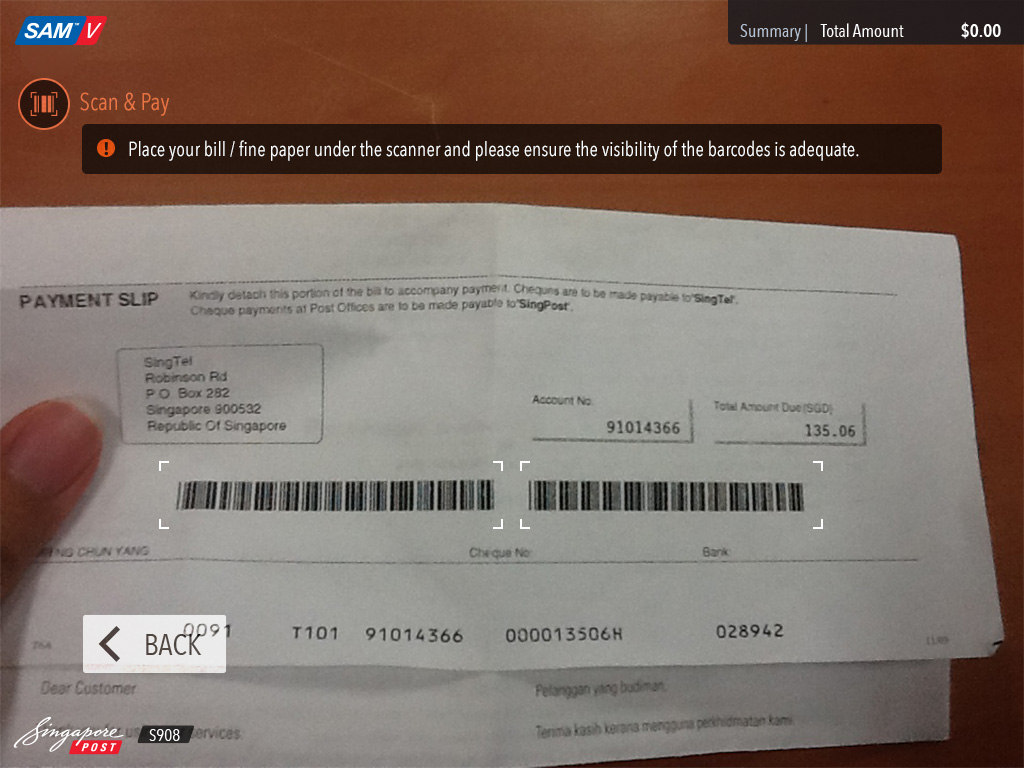 SAM™ V
Summary | Total Amount $0.00
Scan & Pay
Place your bill / fine paper under the scanner and please ensure the visibility of the barcodes is adequate.
PAYMENT SLIP
Kindly detach this portion of the bill to accompany payment. Cheques are to be made payable to 'SingTel'.
Cheque payments at Post Offices are to be made payable to 'SingPost'.
SingTel
Robinson Rd
P.O. Box 282
Singapore 900532
Republic Of Singapore
Account No.
91014366
Total Amount Due (SGD)
135.06
CHUN YANG
Cheque No:
Bank:
0091 T101 91014366 000013506H 028942
BACK
Dear Customer
Pelanggan yang budiman,
services.
Terima kasih kerana mengguna perkhidmatan kami.
Singapore POST S908